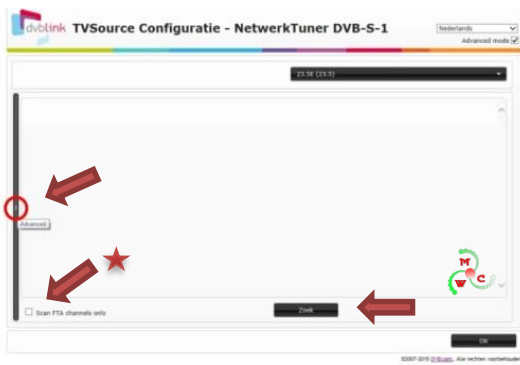 dvblink TVSource Configuratie - NetwerkTuner DVB-S-1
Nederlands
Advanced mode
23.5E (23.5)
Advanced
Scan FTA channels only
Zoek
M
W C
OK
©2007-2015 DVBLogic. Alle rechten voorbehouden